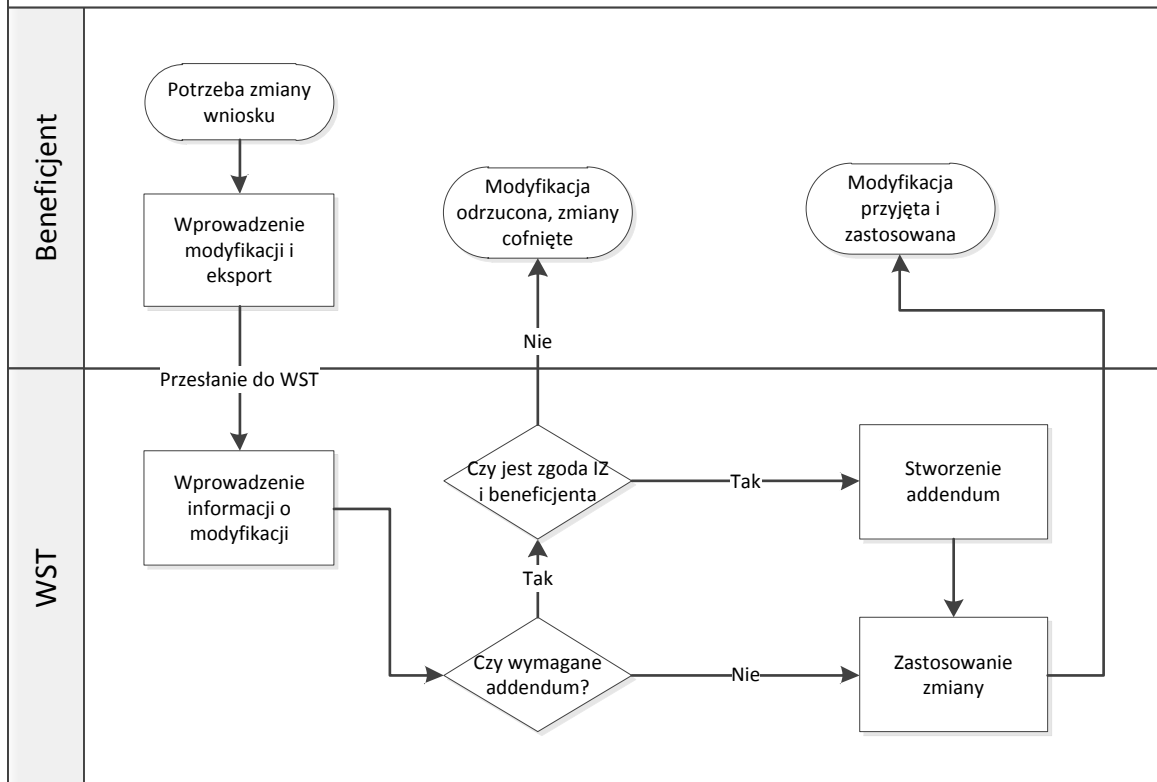 Beneficjent
Potrzeba zmiany
wniosku
Wprowadzenie
modyfikacji i
eksport
Modyfikacja
odrzucona, zmiany
cofnięte
Modyfikacja
przyjęta i
zastosowana
Nie
Przesłanie do WST
WST
Wprowadzenie
informacji o
modyfikacji
Czy jest zgoda IZ
i beneficjenta
Tak
Stworzenie
addendum
Tak
Czy wymagane
addendum?
Nie
Zastosowanie
zmiany